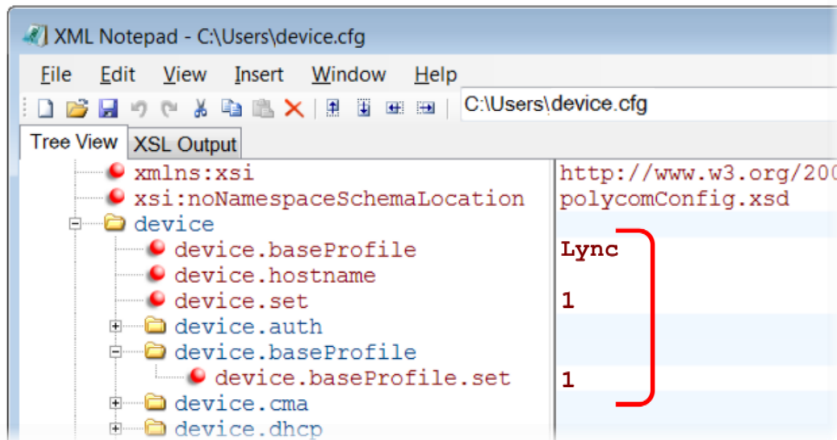 XML Notepad - C:\Users\device.cfg
File Edit View Insert Window Help
C:\Users\device.cfg
Tree View XSL Output
xmlns:xsi http://www.w3.org/200
xsi:noNamespaceSchemaLocation polycomConfig.xsd
device
device.baseProfile Lync
device.hostname
device.set 1
device.auth
device.baseProfile
device.baseProfile.set 1
device.cma
device.dhcp